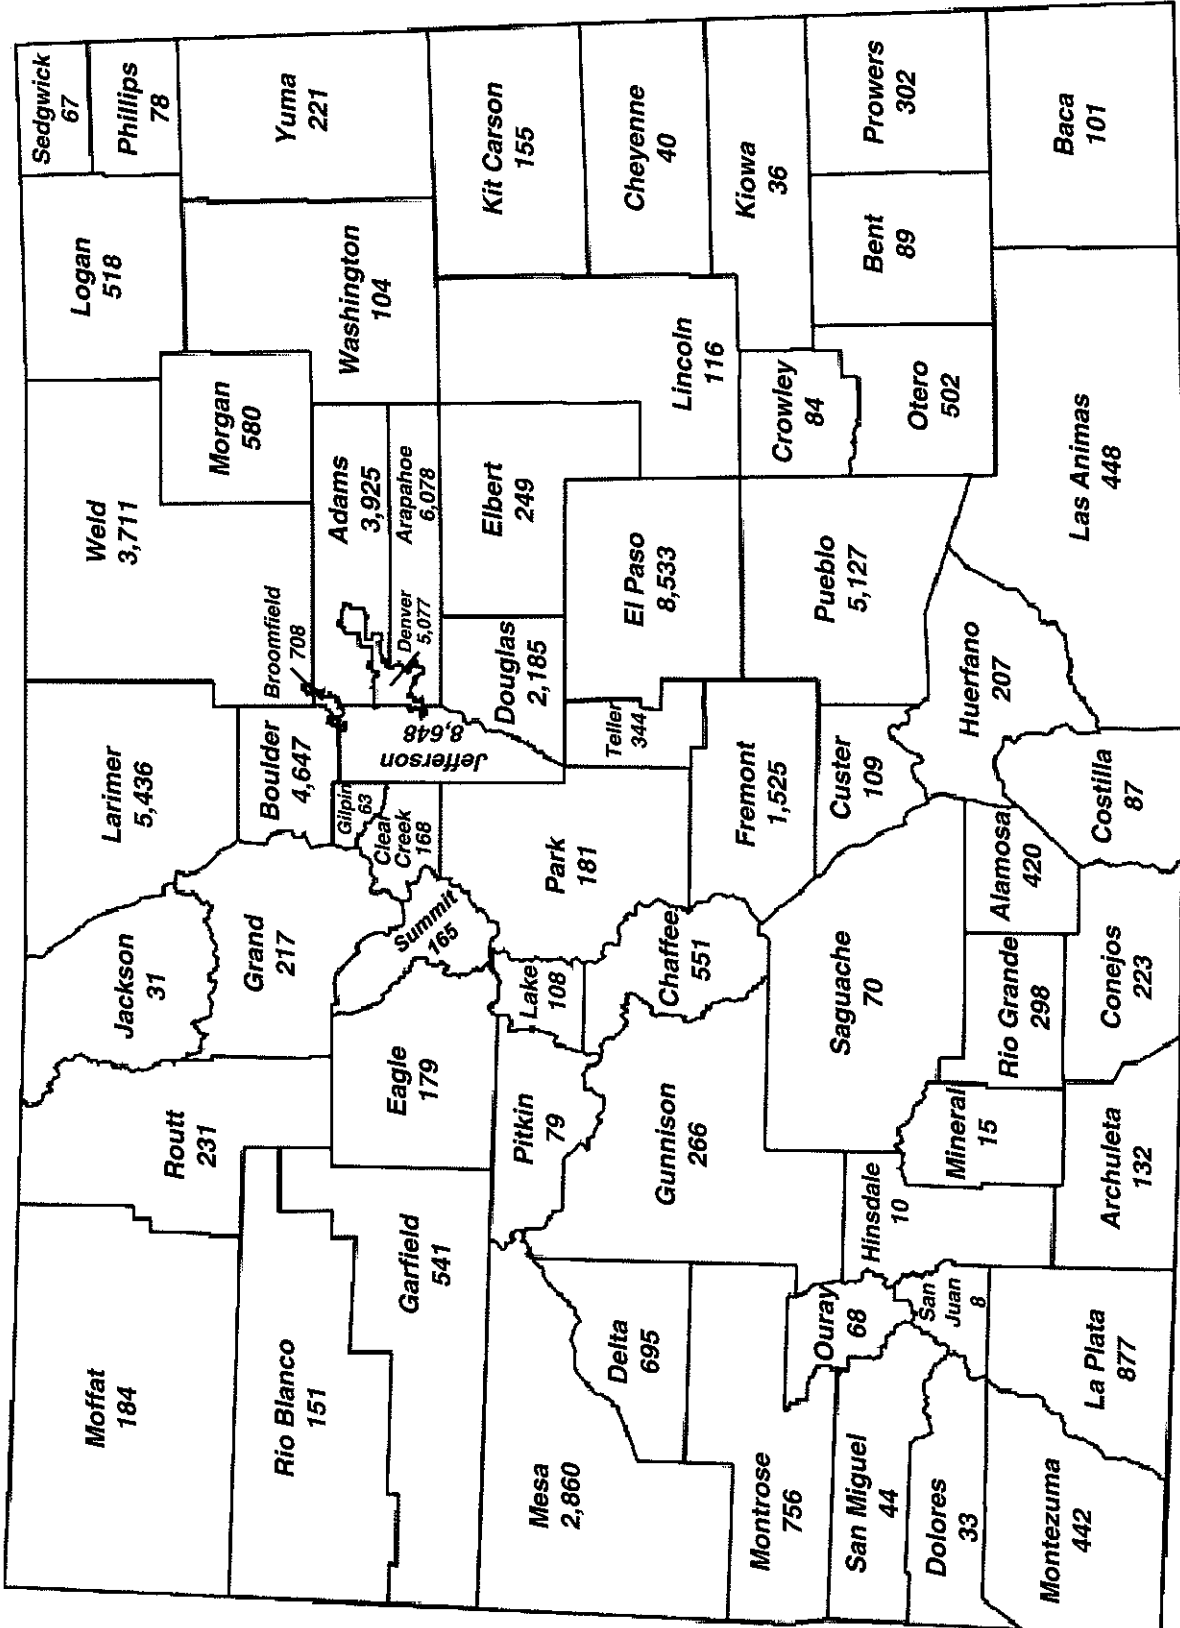 Moffat
184
Routt
231
Jackson
31
Larimer
5,436
Weld
3,711
Logan
518
Sedgwick
67
Phillips
78
Rio Blanco
151
Grand
217
Boulder
4,647
Broomfield
708
Morgan
580
Yuma
221
Washington
104
Garfield
541
Eagle
179
Summit
165
Gilpin
63
Clear
Creek
168
Jefferson
8,648
Denver
5,077
Adams
3,925
Arapahoe
6,078
Mesa
2,860
Pitkin
79
Lake
108
Park
181
Douglas
2,185
Elbert
249
Kit Carson
155
Delta
695
Gunnison
266
Chaffee
551
Teller
344
El Paso
8,533
Lincoln
116
Cheyenne
40
Montrose
756
Ouray
68
Saguache
70
Fremont
1,525
Custer
109
Pueblo
5,127
Crowley
84
Kiowa
36
San Miguel
44
Hinsdale
10
Otero
502
Bent
89
Prowers
302
Dolores
33
San
Juan
8
Mineral
15
Rio Grande
298
Alamosa
420
Huerfano
207
Montezuma
442
La Plata
877
Archuleta
132
Conejos
223
Costilla
87
Las Animas
448
Baca
101